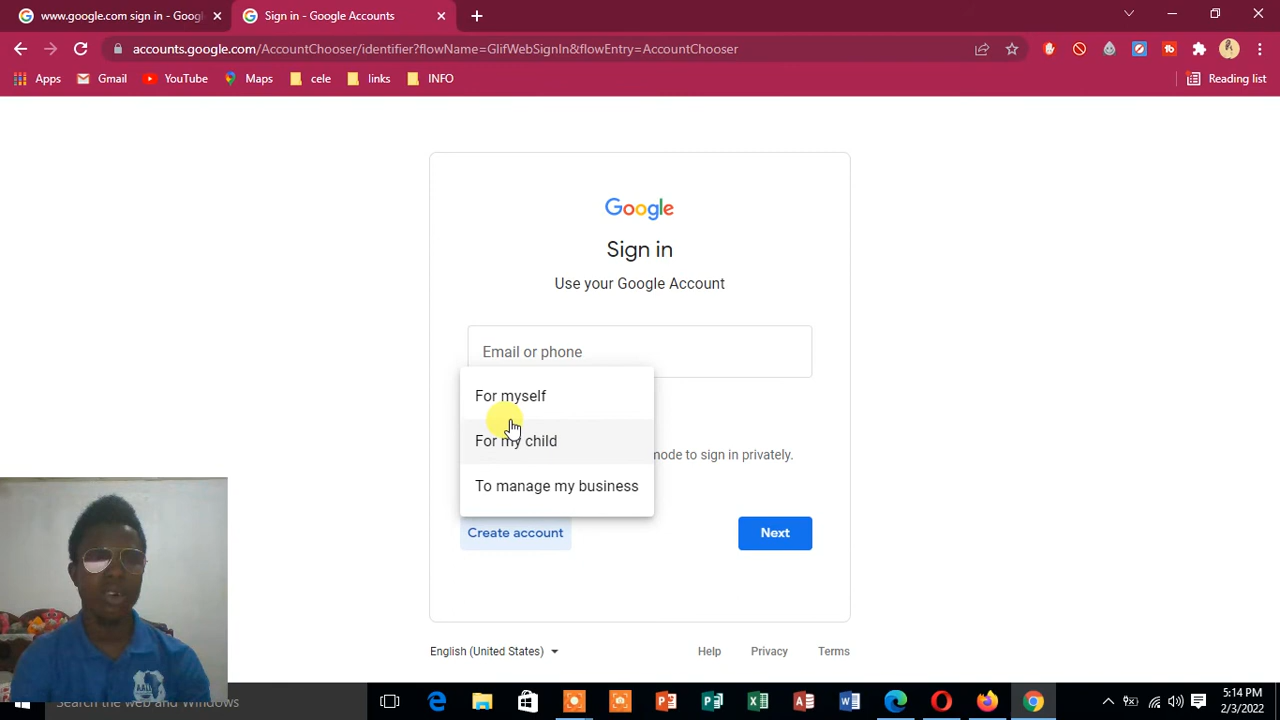 www.google.com sign in - Goog
Sign in - Google Accounts
accounts.google.com/AccountChooser/identifier?flowName=GlifWebSignIn&flowEntry=AccountChooser
Apps
Gmail
YouTube
Maps
cele
links
INFO
Reading list
Google
Sign in
Use your Google Account
Email or phone
For myself
For my child
mode to sign in privately.
To manage my business
Create account
Next
English (United States)
Help
Privacy
Terms
Search the web and Windows
5:14 PM
2/3/2022